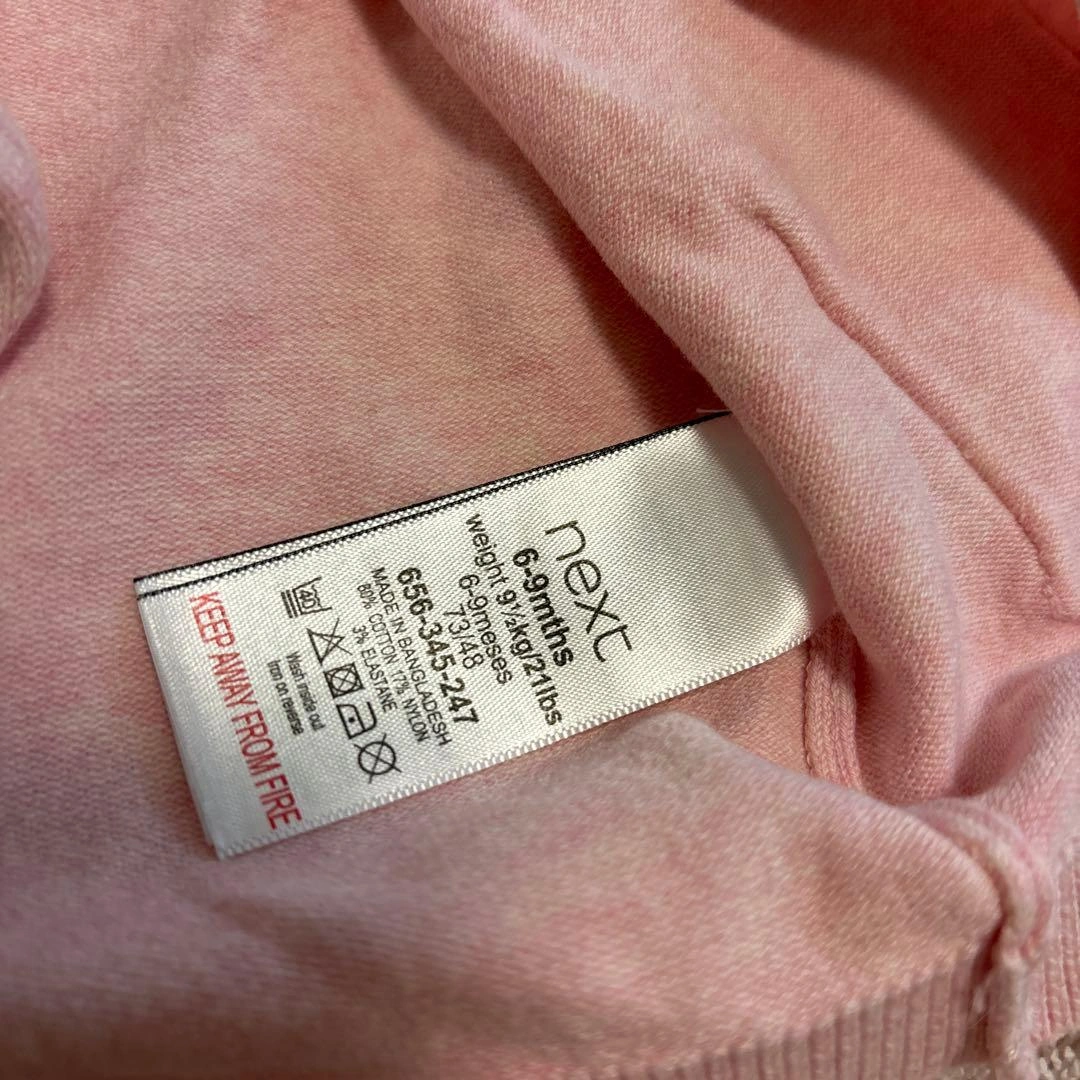 next
6-9mths
weight 9½kg/21lbs
6-9meses
73/48
656-345-247
MADE IN BANGLADESH
80% COTTON 17% NYLON
3% ELASTANE
40
Wash inside out
Iron on reverse
KEEP AWAY FROM FIRE